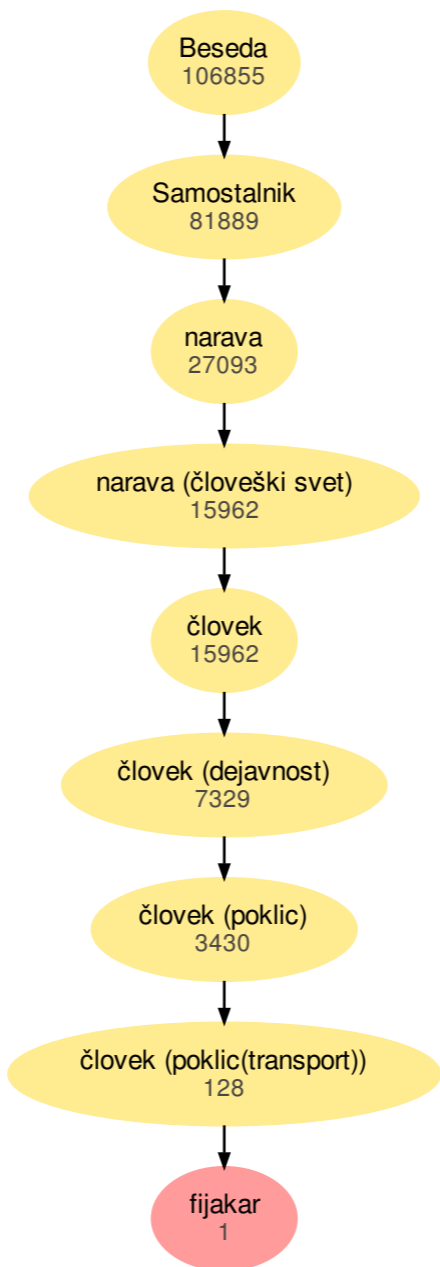 Beseda
106855
Samostalnik
81889
narava
27093
narava (človeški svet)
15962
človek
15962
človek (dejavnost)
7329
človek (poklic)
3430
človek (poklic(transport))
128
fijakar
1